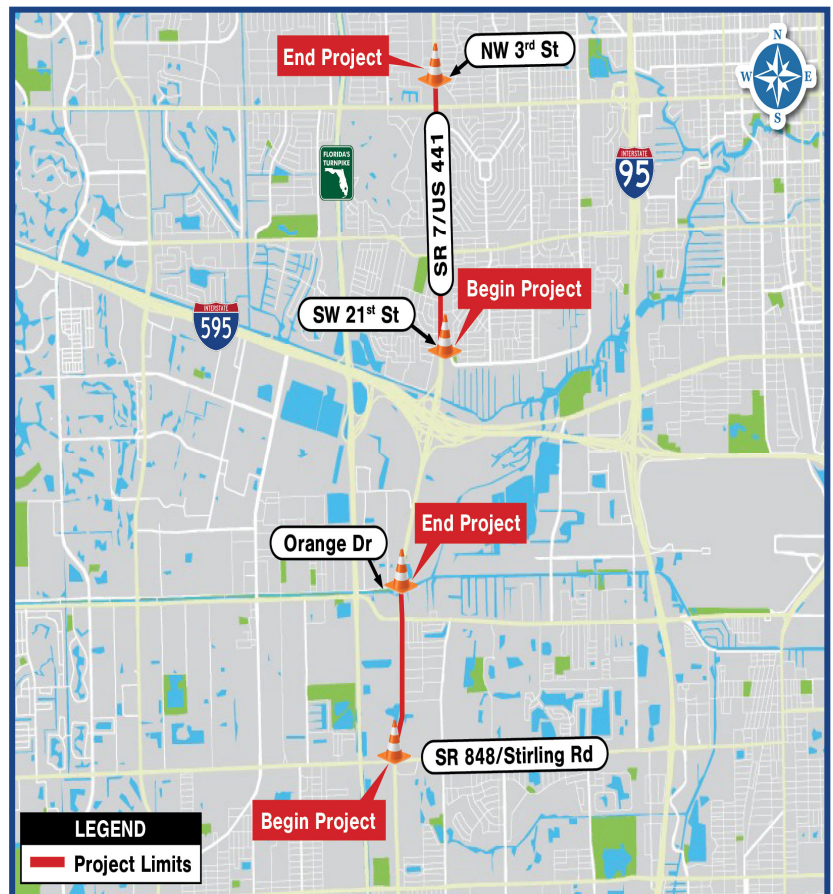 End Project
NW 3rd St
N
W
E
S
FLORIDA'S
TURNPIKE
SR 7/US 441
INTERSTATE
95
Begin Project
SW 21st St
INTERSTATE
595
End Project
Orange Dr
SR 848/Stirling Rd
Begin Project
LEGEND
Project Limits